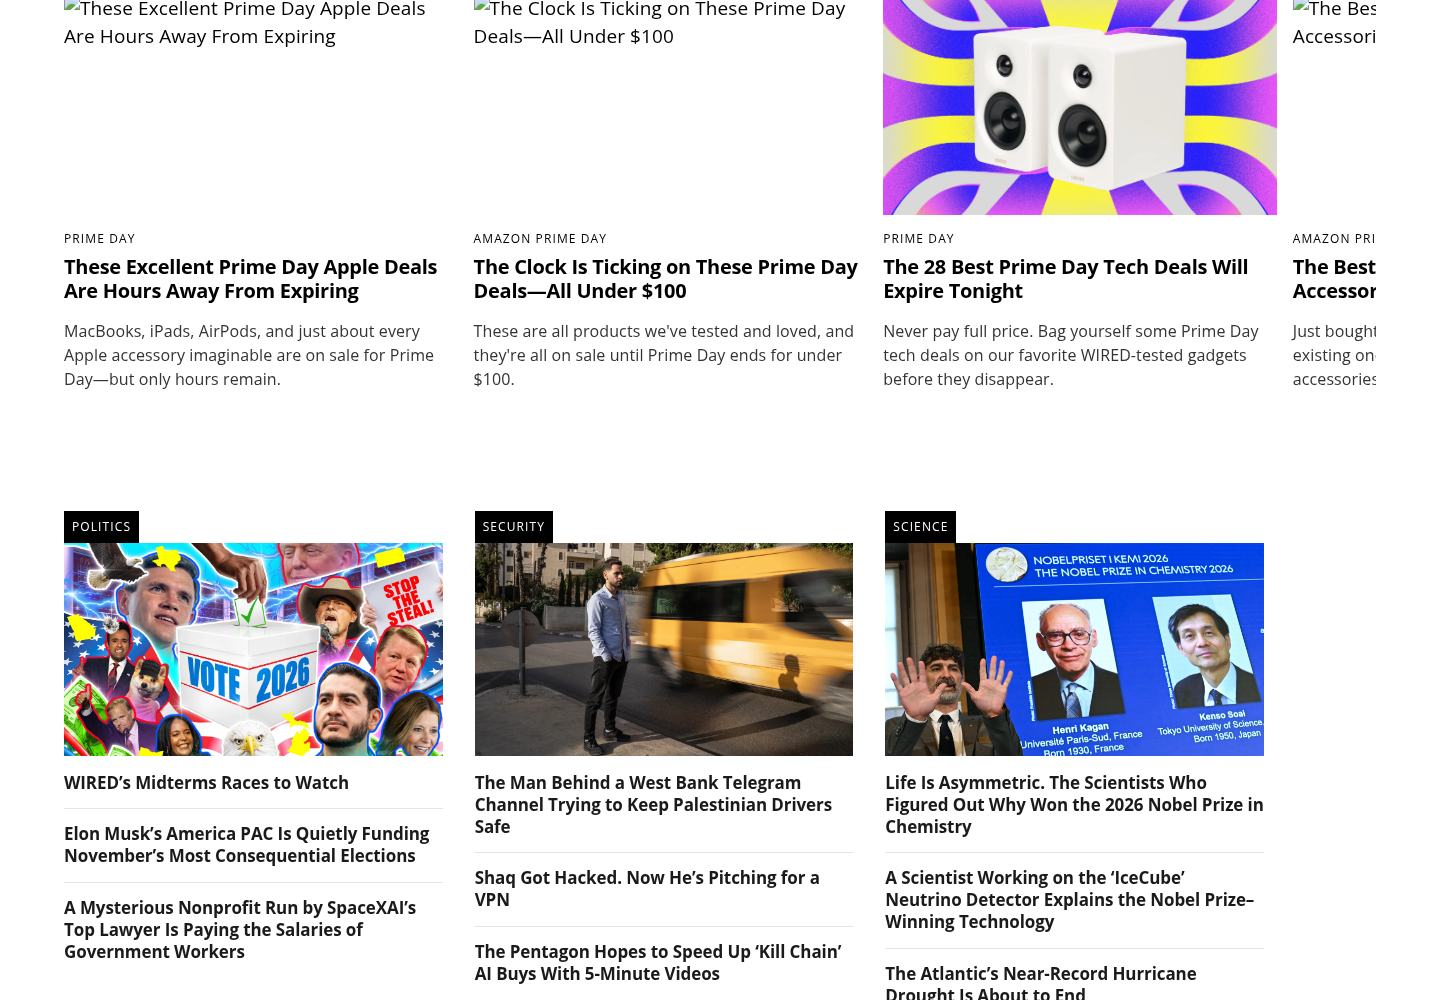 These Excellent Prime Day Apple Deals
Are Hours Away From Expiring
The Clock Is Ticking on These Prime Day
Deals—All Under $100
The Bes
Accessori
PRIME DAY
These Excellent Prime Day Apple Deals
Are Hours Away From Expiring
MacBooks, iPads, AirPods, and just about every
Apple accessory imaginable are on sale for Prime
Day—but only hours remain.
AMAZON PRIME DAY
The Clock Is Ticking on These Prime Day
Deals—All Under $100
These are all products we've tested and loved, and
they're all on sale until Prime Day ends for under
$100.
PRIME DAY
The 28 Best Prime Day Tech Deals Will
Expire Tonight
Never pay full price. Bag yourself some Prime Day
tech deals on our favorite WIRED-tested gadgets
before they disappear.
AMAZON PRI
The Best
Accessor
Just bought
existing on
accessories
POLITICS
STOP
THE
STEAL!
VOTE 2026
WIRED’s Midterms Races to Watch
Elon Musk’s America PAC Is Quietly Funding
November’s Most Consequential Elections
A Mysterious Nonprofit Run by SpaceXAI’s
Top Lawyer Is Paying the Salaries of
Government Workers
SECURITY
The Man Behind a West Bank Telegram
Channel Trying to Keep Palestinian Drivers
Safe
Shaq Got Hacked. Now He’s Pitching for a
VPN
The Pentagon Hopes to Speed Up ‘Kill Chain’
AI Buys With 5-Minute Videos
SCIENCE
NOBELPRISET I KEMI 2026
THE NOBEL PRIZE IN CHEMISTRY 2026
Henri Kagan
Université Paris-Sud, France
Born 1930, France
Kenso Soai
Tokyo University of Science,
Born 1950, Japan
Life Is Asymmetric. The Scientists Who
Figured Out Why Won the 2026 Nobel Prize in
Chemistry
A Scientist Working on the ‘IceCube’
Neutrino Detector Explains the Nobel Prize–
Winning Technology
The Atlantic’s Near-Record Hurricane
Drought Is About to End